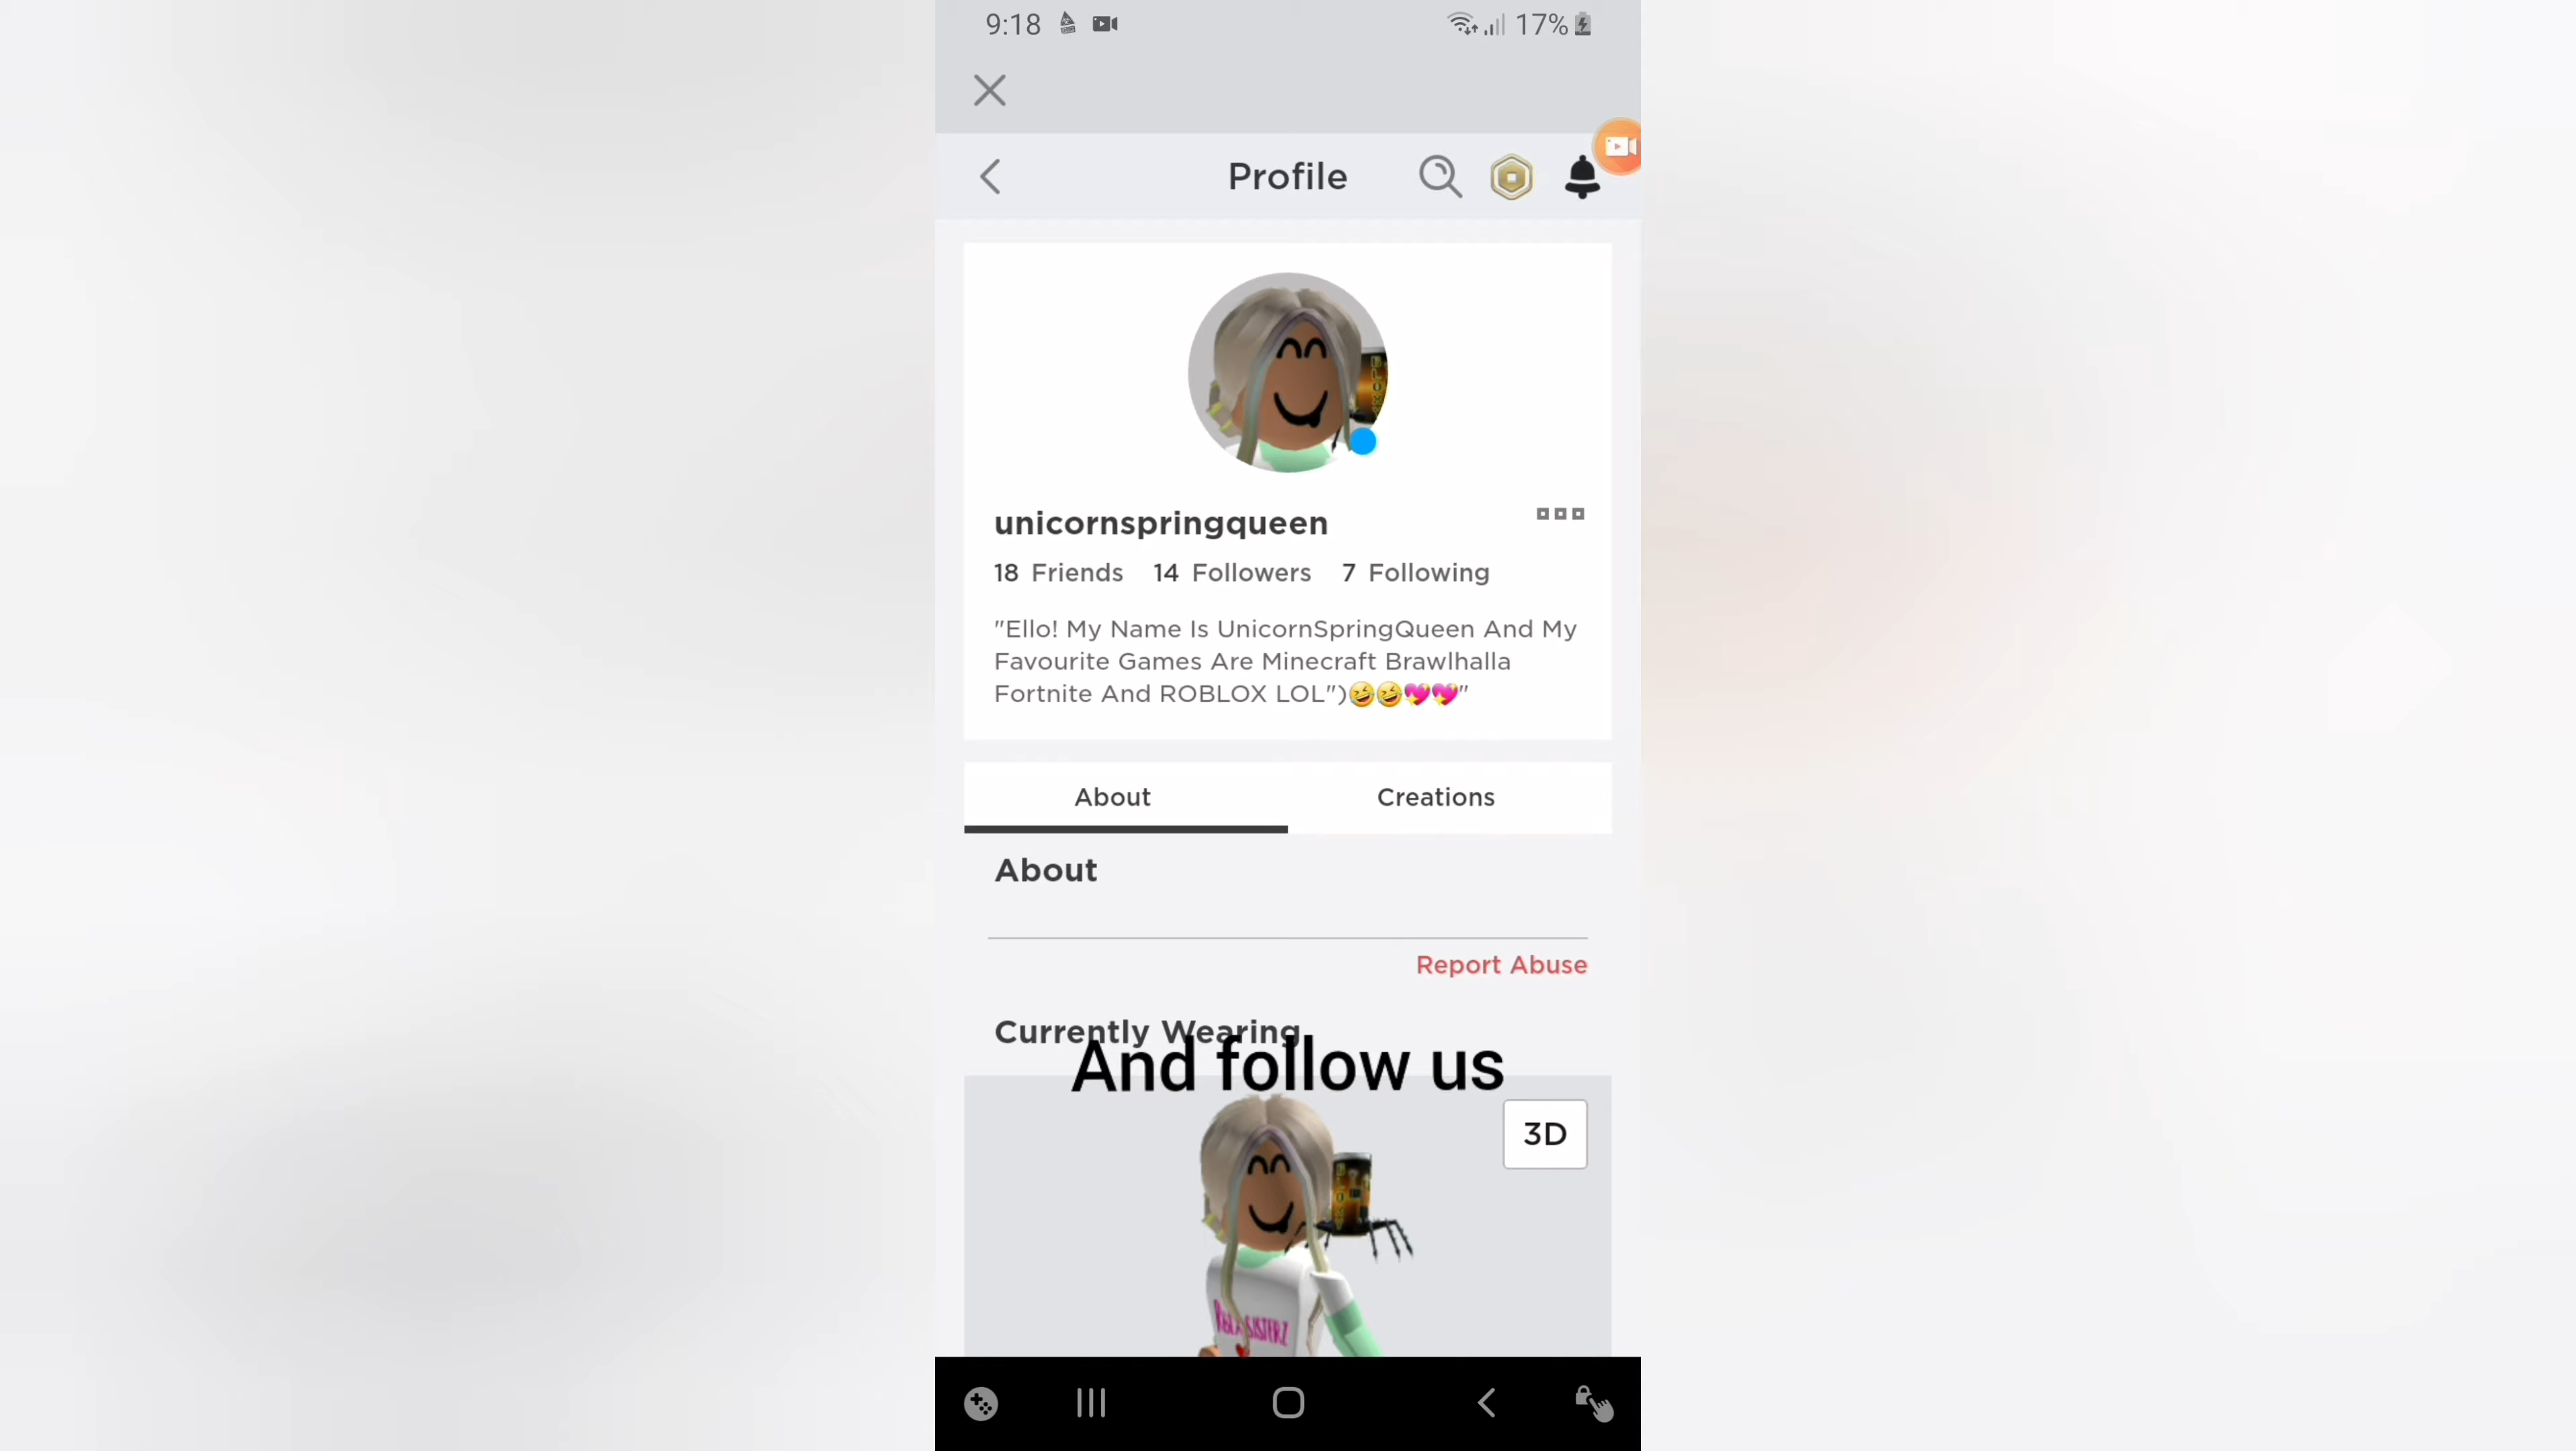 9:18
17%
Profile
unicornspringqueen
18 Friends 14 Followers 7 Following
"Ello! My Name Is UnicornSpringQueen And My
Favourite Games Are Minecraft Brawlhalla
Fortnite And ROBLOX LOL")🤣🤣💖💖"
About Creations
About
Report Abuse
Currently Wearing
And follow us
3D